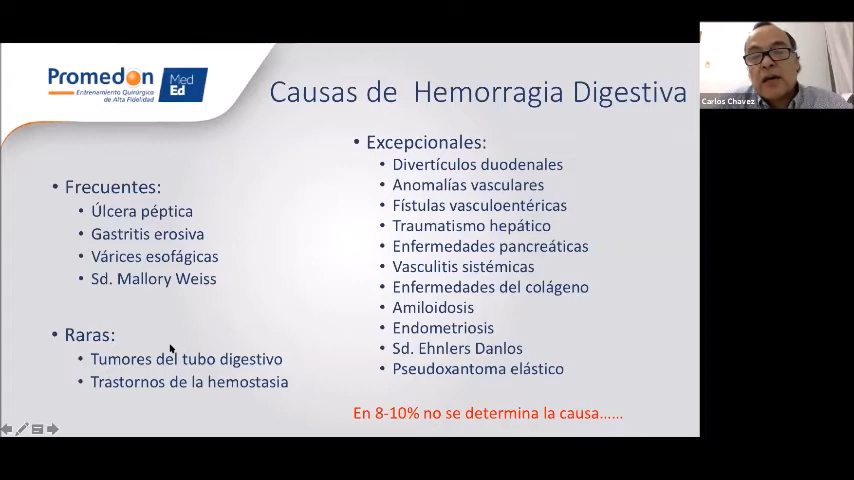 Promedon
Entrenamiento Quirúrgico
de Alta Fidelidad
Med
Ed
Causas de Hemorragia Digestiva
Carlos Chavez
• Frecuentes:
• Úlcera péptica
• Gastritis erosiva
• Várices esofágicas
• Sd. Mallory Weiss
• Raras:
• Tumores del tubo digestivo
• Trastornos de la hemostasia
• Excepcionales:
• Divertículos duodenales
• Anomalías vasculares
• Fístulas vasculoentéricas
• Traumatismo hepático
• Enfermedades pancreáticas
• Vasculitis sistémicas
• Enfermedades del colágeno
• Amiloidosis
• Endometriosis
• Sd. Ehnlers Danlos
• Pseudoxantoma elástico
En 8-10% no se determina la causa......